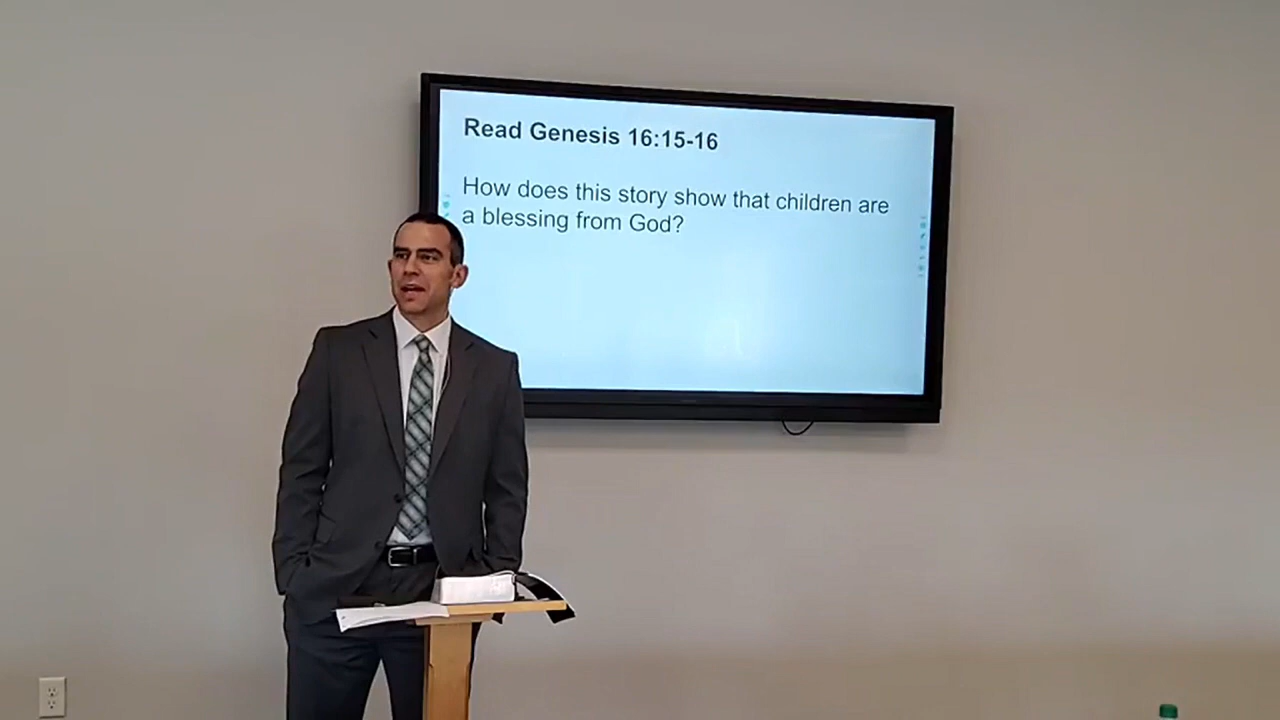 Read Genesis 16:15-16
How does this story show that children are
a blessing from God?